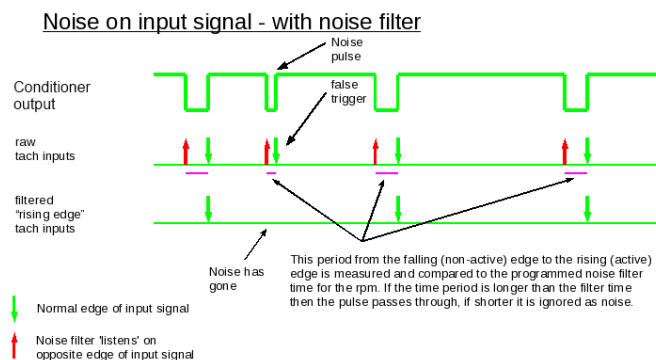 Noise on input signal - with noise filter
Noise
pulse
Conditioner
output
false
trigger
raw
tach inputs
filtered
"rising edge"
tach inputs
Noise has
gone
This period from the falling (non-active) edge to the rising (active)
edge is measured and compared to the programmed noise filter
time for the rpm. If the time period is longer than the filter time
then the pulse passes through, if shorter it is ignored as noise.
Normal edge of input signal
Noise filter 'listens' on
opposite edge of input signal